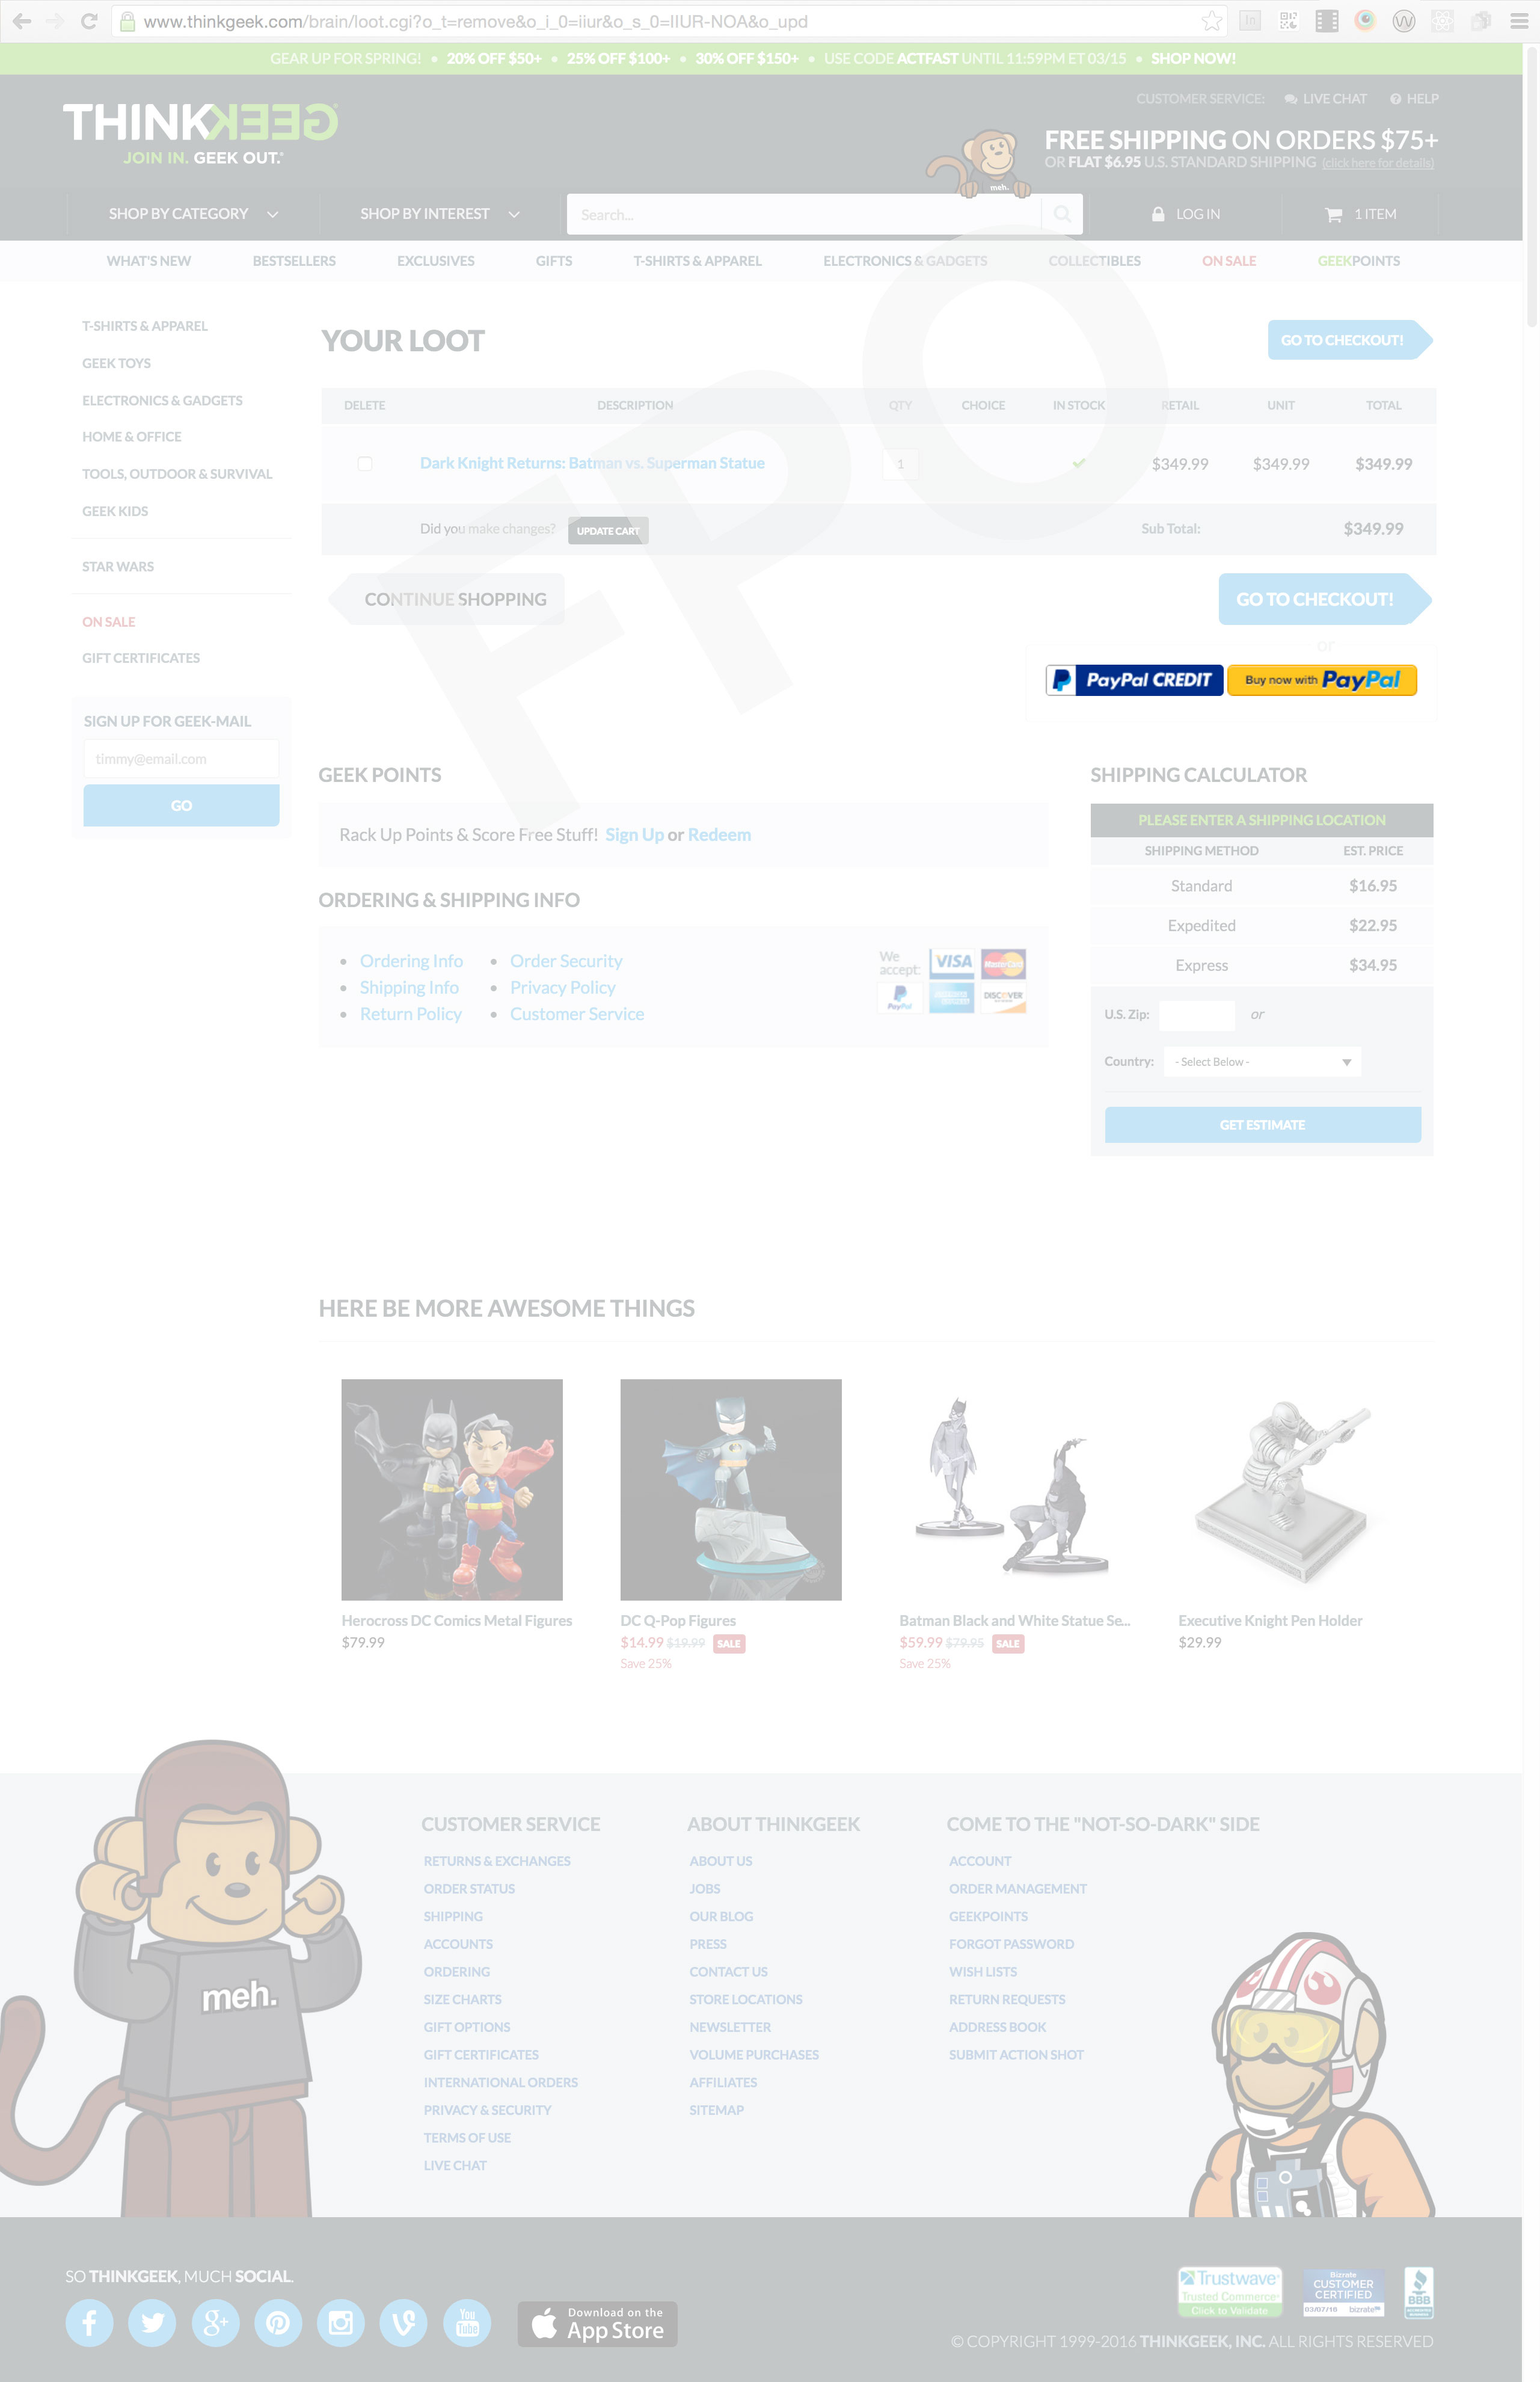 www.thinkgeek.com/brain/loot.cgi?o_t=remove&o_i_0=iiur&o_s_0=IIUR-NOA&o_upd
GEAR UP FOR SPRING! • 20% OFF $50+ • 25% OFF $100+ • 30% OFF $150+ • USE CODE ACTFAST UNTIL 11:59PM ET 03/15 • SHOP NOW!
CUSTOMER SERVICE: LIVE CHAT HELP
THINKGEEK
JOIN IN. GEEK OUT.
FREE SHIPPING ON ORDERS $75+
OR FLAT $6.95 U.S. STANDARD SHIPPING (click here for details)
meh.
SHOP BY CATEGORY SHOP BY INTEREST Search... LOG IN 1 ITEM
WHAT'S NEW BESTSELLERS EXCLUSIVES GIFTS T-SHIRTS & APPAREL ELECTRONICS & GADGETS COLLECTIBLES ON SALE GEEKPOINTS
T-SHIRTS & APPAREL
GEEK TOYS
ELECTRONICS & GADGETS
HOME & OFFICE
TOOLS, OUTDOOR & SURVIVAL
GEEK KIDS
STAR WARS
ON SALE
GIFT CERTIFICATES
SIGN UP FOR GEEK-MAIL
timmy@email.com
GO
FPO
YOUR LOOT
GO TO CHECKOUT!
DELETE DESCRIPTION QTY CHOICE IN STOCK RETAIL UNIT TOTAL
Dark Knight Returns: Batman vs. Superman Statue 1 $349.99 $349.99 $349.99
Did you make changes? UPDATE CART Sub Total: $349.99
CONTINUE SHOPPING
GO TO CHECKOUT!
or
PayPal CREDIT Buy now with PayPal
GEEK POINTS
Rack Up Points & Score Free Stuff! Sign Up or Redeem
ORDERING & SHIPPING INFO
• Ordering Info • Order Security
• Shipping Info • Privacy Policy
• Return Policy • Customer Service
We accept: VISA MasterCard
PayPal AMERICAN EXPRESS DISCOVER
SHIPPING CALCULATOR
PLEASE ENTER A SHIPPING LOCATION
SHIPPING METHOD EST. PRICE
Standard $16.95
Expedited $22.95
Express $34.95
U.S. Zip: or
Country: - Select Below -
GET ESTIMATE
HERE BE MORE AWESOME THINGS
Herocross DC Comics Metal Figures
$79.99
DC Q-Pop Figures
$14.99 $19.99 SALE
Save 25%
Batman Black and White Statue Se...
$59.99 $79.95 SALE
Save 25%
Executive Knight Pen Holder
$29.99
meh.
CUSTOMER SERVICE
RETURNS & EXCHANGES
ORDER STATUS
SHIPPING
ACCOUNTS
ORDERING
SIZE CHARTS
GIFT OPTIONS
GIFT CERTIFICATES
INTERNATIONAL ORDERS
PRIVACY & SECURITY
TERMS OF USE
LIVE CHAT
ABOUT THINKGEEK
ABOUT US
JOBS
OUR BLOG
PRESS
CONTACT US
STORE LOCATIONS
NEWSLETTER
VOLUME PURCHASES
AFFILIATES
SITEMAP
COME TO THE "NOT-SO-DARK" SIDE
ACCOUNT
ORDER MANAGEMENT
GEEKPOINTS
FORGOT PASSWORD
WISH LISTS
RETURN REQUESTS
ADDRESS BOOK
SUBMIT ACTION SHOT
SO THINKGEEK, MUCH SOCIAL.
You Tube
Download on the
App Store
Trustwave
Trusted Commerce
Click to Validate
Bizrate
CUSTOMER
CERTIFIED
03/07/16 bizrate
BBB
© COPYRIGHT 1999-2016 THINKGEEK, INC. ALL RIGHTS RESERVED